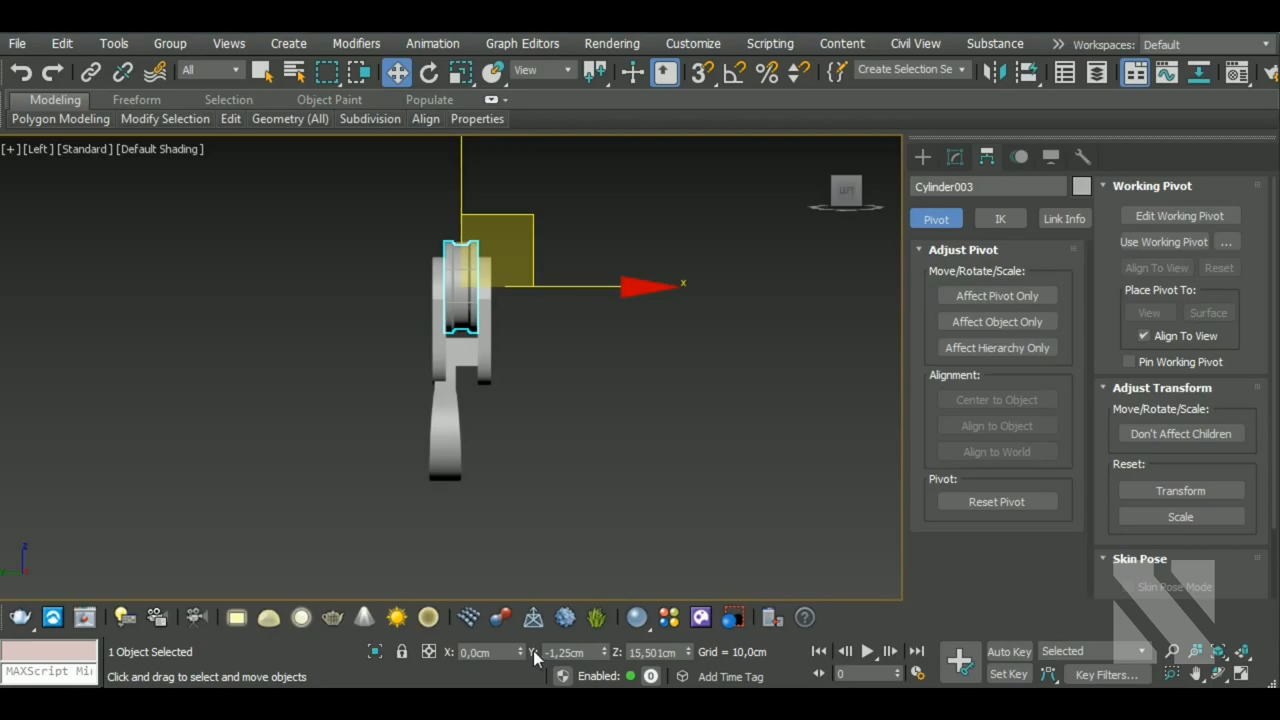 File Edit Tools Group Views Create Modifiers Animation Graph Editors Rendering Customize Scripting Content Civil View Substance Workspaces: Default
All View Create Selection Se
Modeling Freeform Selection Object Paint Populate
Polygon Modeling Modify Selection Edit Geometry (All) Subdivision Align Properties
[+] [Left] [Standard] [Default Shading]
Cylinder003
Pivot IK Link Info
Adjust Pivot
Move/Rotate/Scale:
Affect Pivot Only
Affect Object Only
Affect Hierarchy Only
Alignment:
Center to Object
Align to Object
Align to World
Pivot:
Reset Pivot
Working Pivot
Edit Working Pivot
Use Working Pivot ...
Align To View Reset
Place Pivot To:
View Surface
Align To View
Pin Working Pivot
Adjust Transform
Move/Rotate/Scale:
Don't Affect Children
Reset:
Transform
Scale
Skin Pose
Skin Pose Mode
LEFT
x
z
1 Object Selected X: 0,0cm Y: -1,25cm Z: 15,501cm Grid = 10,0cm Auto Key Selected
MAXScript Mi Click and drag to select and move objects Enabled: 0 Add Time Tag 0 Set Key Key Filters...